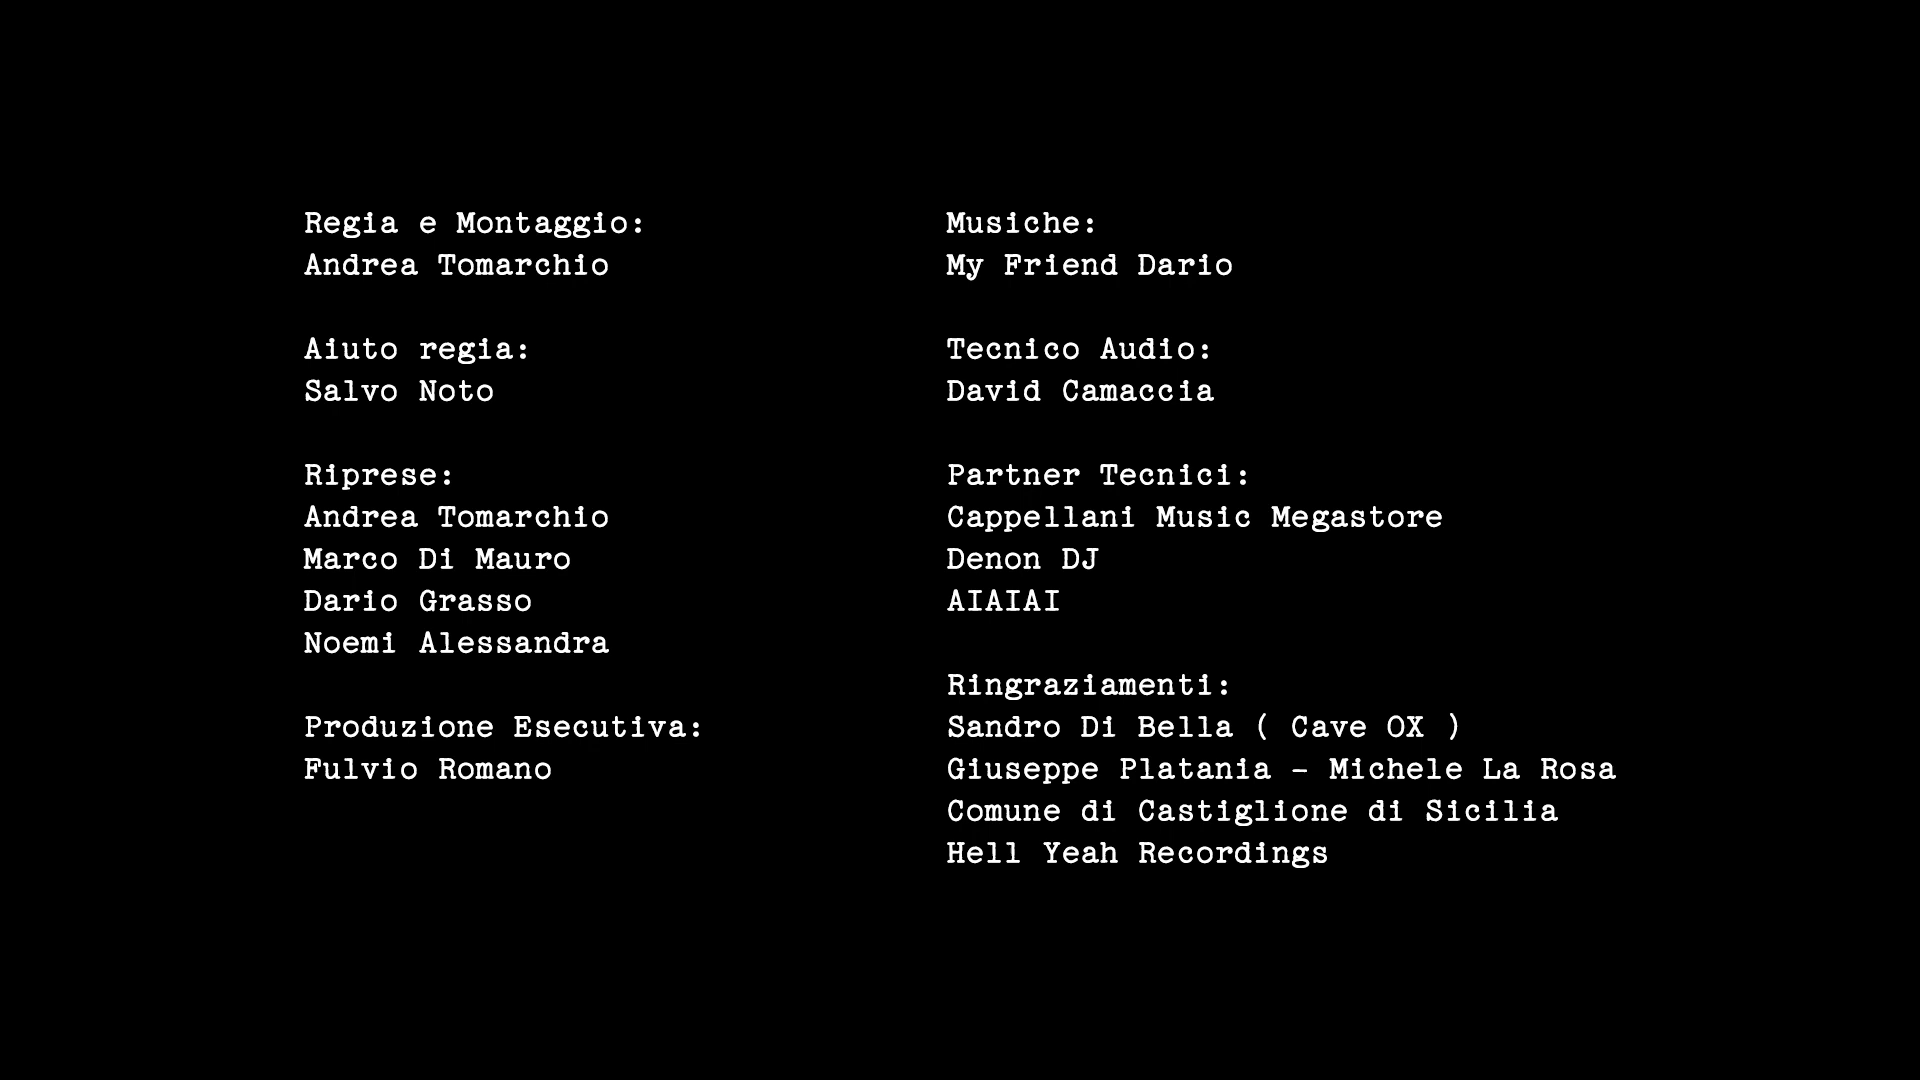 Regia e Montaggio:
Andrea Tomarchio
Aiuto regia:
Salvo Noto
Riprese:
Andrea Tomarchio
Marco Di Mauro
Dario Grasso
Noemi Alessandra
Produzione Esecutiva:
Fulvio Romano
Musiche:
My Friend Dario
Tecnico Audio:
David Camaccia
Partner Tecnici:
Cappellani Music Megastore
Denon DJ
AIAIAI
Ringraziamenti:
Sandro Di Bella ( Cave OX )
Giuseppe Platania - Michele La Rosa
Comune di Castiglione di Sicilia
Hell Yeah Recordings